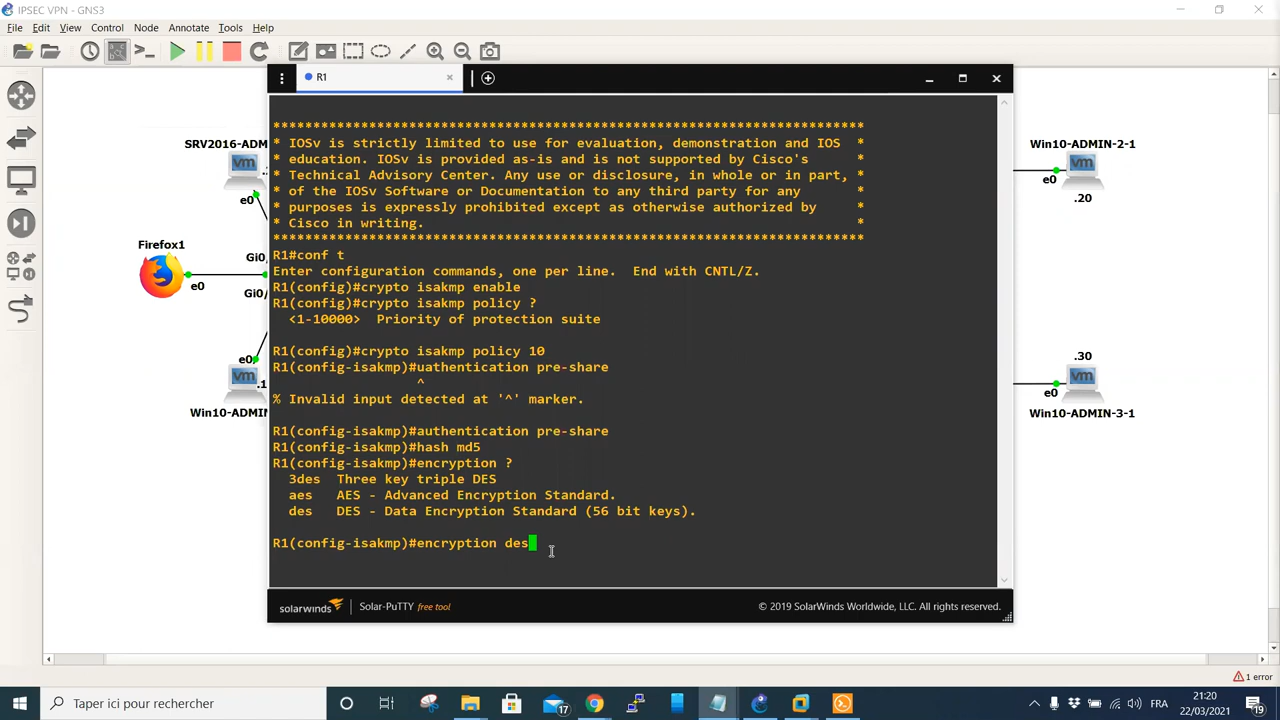 IPSEC VPN - GNS3
File Edit View Control Node Annotate Tools Help
R1
SRV2016-ADM
Win10-ADMIN-2-1
e0
.20
e0
Firefox1
e0
Gi0
Gi0/
e0
.1
Win10-ADMIN
.30
e0
Win10-ADMIN-3-1
**************************************************************************
* IOSv is strictly limited to use for evaluation, demonstration and IOS  *
* education. IOSv is provided as-is and is not supported by Cisco's      *
* Technical Advisory Center. Any use or disclosure, in whole or in part, *
* of the IOSv Software or Documentation to any third party for any       *
* purposes is expressly prohibited except as otherwise authorized by     *
* Cisco in writing.                                                      *
**************************************************************************
R1#conf t
Enter configuration commands, one per line.  End with CNTL/Z.
R1(config)#crypto isakmp enable
R1(config)#crypto isakmp policy ?
<1-10000>  Priority of protection suite
R1(config)#crypto isakmp policy 10
R1(config-isakmp)#uathentication pre-share
^
% Invalid input detected at '^' marker.
R1(config-isakmp)#authentication pre-share
R1(config-isakmp)#hash md5
R1(config-isakmp)#encryption ?
3des  Three key triple DES
aes   AES - Advanced Encryption Standard.
des   DES - Data Encryption Standard (56 bit keys).
R1(config-isakmp)#encryption des
solarwinds | Solar-PuTTY free tool
© 2019 SolarWinds Worldwide, LLC. All rights reserved.
1 error
Taper ici pour rechercher
17
FRA
21:20
22/03/2021
19